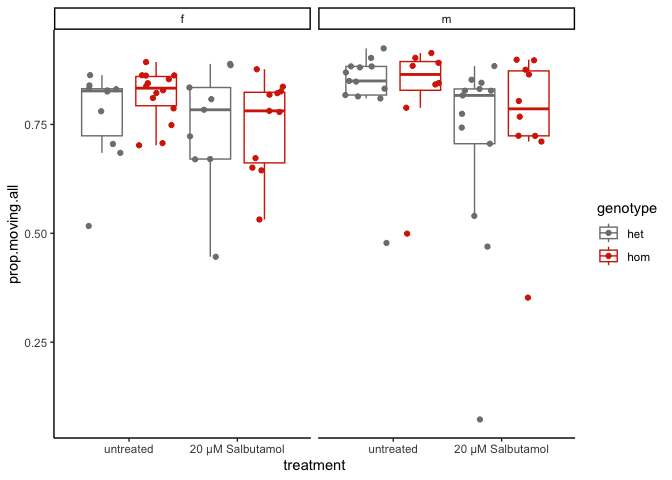 f
m
prop.moving.all
0.75
0.50
0.25
untreated
20 µM Salbutamol
untreated
20 µM Salbutamol
treatment
genotype
het
hom